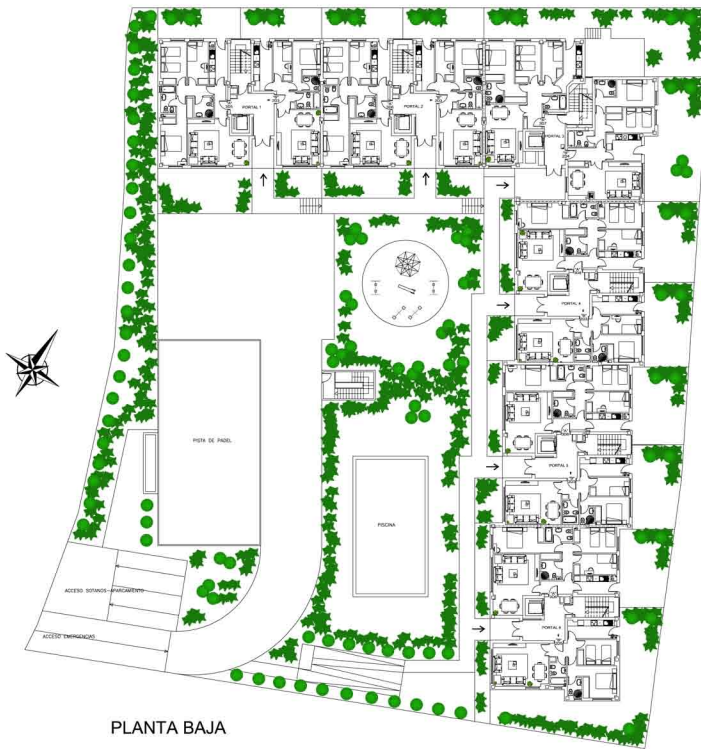 PORTAL 1
PORTAL 2
PORTAL 3
PORTAL 4
PISTA DE PADEL
PORTAL 5
PISCINA
ACCESO SOTANOS-APARCAMIENTO
ACCESO EMERGENCIAS
PORTAL 6
PLANTA BAJA